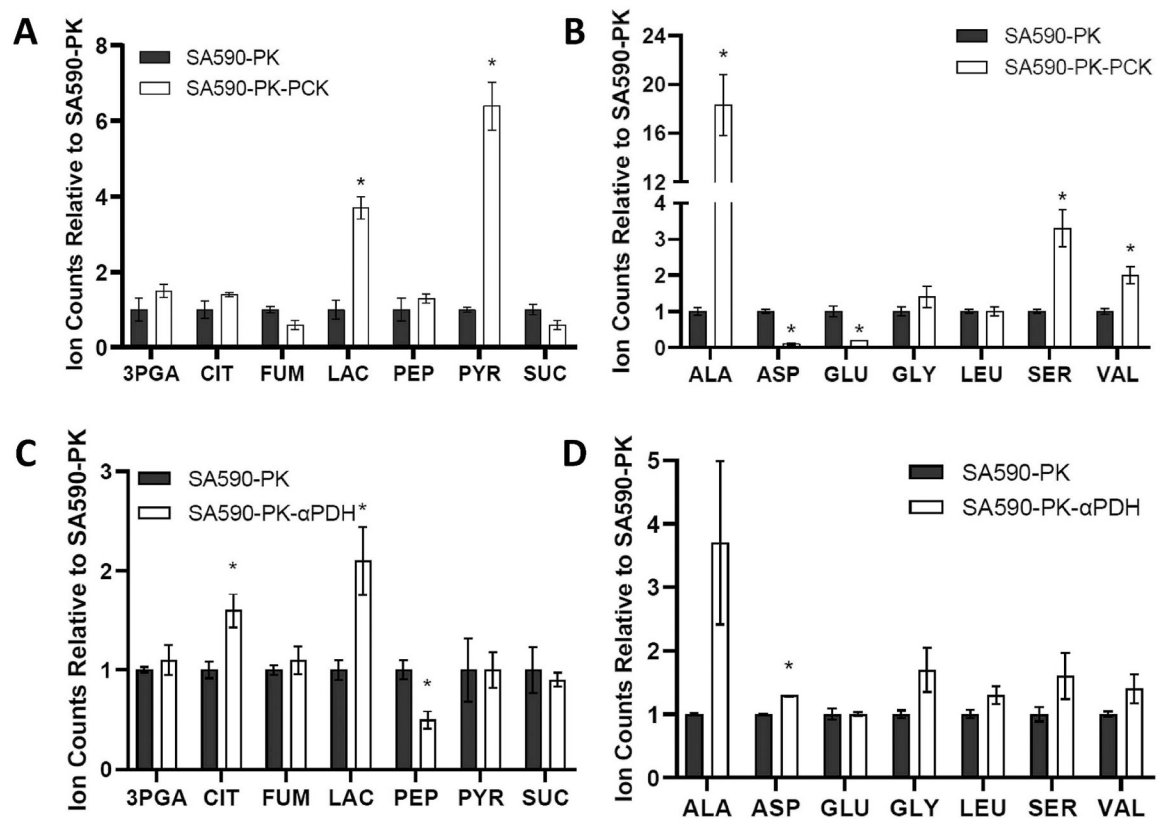 A
Ion Counts Relative to SA590-PK
8
6
4
2
0
SA590-PK
SA590-PK-PCK
*
*
3PGA CIT FUM LAC PEP PYR SUC
B
Ion Counts Relative to SA590-PK
24
20
16
12
4
3
2
1
0
SA590-PK
SA590-PK-PCK
*
*
*
*
*
ALA ASP GLU GLY LEU SER VAL
C
Ion Counts Relative to SA590-PK
3
2
1
0
SA590-PK
SA590-PK-αPDH
*
*
*
3PGA CIT FUM LAC PEP PYR SUC
D
Ion Counts Relative to SA590-PK
5
4
3
2
1
0
SA590-PK
SA590-PK-αPDH
*
ALA ASP GLU GLY LEU SER VAL